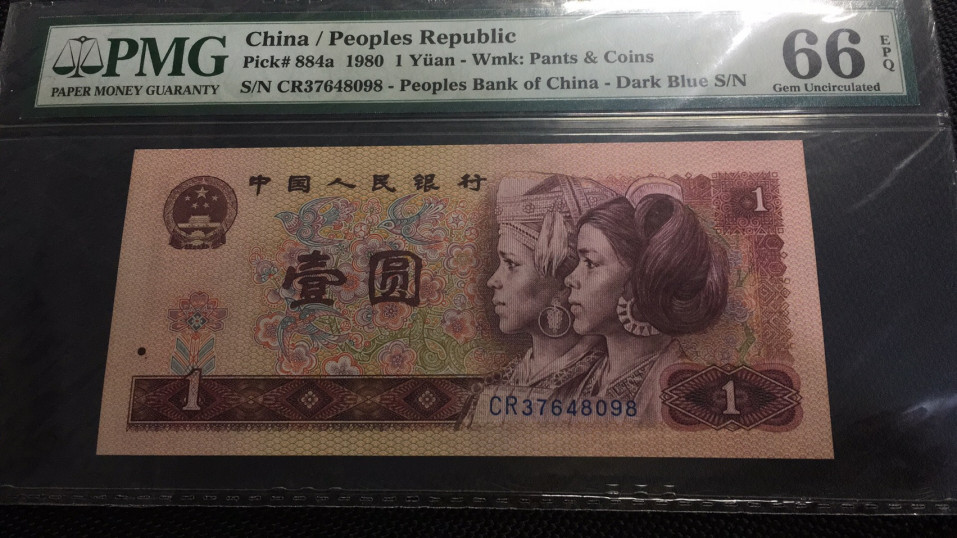 PMG
PAPER MONEY GUARANTY
China / Peoples Republic
Pick# 884a 1980 1 Yüan - Wmk: Pants & Coins
S/N CR37648098 - Peoples Bank of China - Dark Blue S/N
66
EPQ
Gem Uncirculated
中国人民银行
1
壹圆
1
1
CR37648098